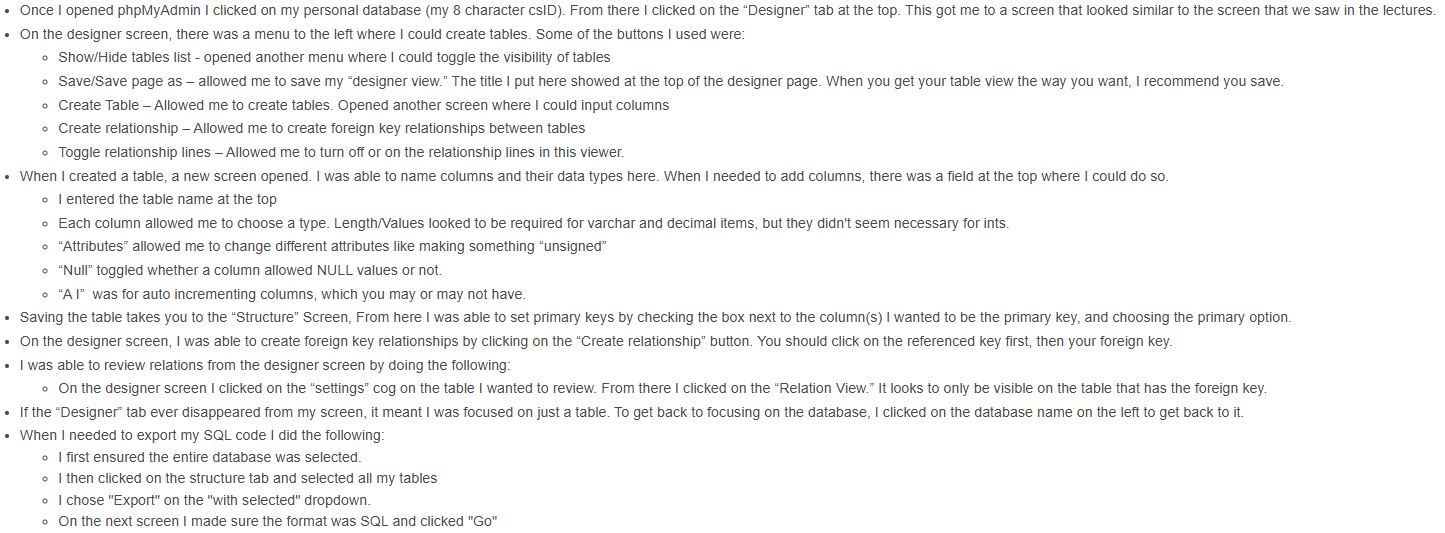 Once I opened phpMyAdmin I clicked on my personal database (my 8 character csID). From there I clicked on the “Designer” tab at the top. This got me to a screen that looked similar to the screen that we saw in the lectures.
On the designer screen, there was a menu to the left where I could create tables. Some of the buttons I used were:
Show/Hide tables list - opened another menu where I could toggle the visibility of tables
Save/Save page as – allowed me to save my “designer view.” The title I put here showed at the top of the designer page. When you get your table view the way you want, I recommend you save.
Create Table – Allowed me to create tables. Opened another screen where I could input columns
Create relationship – Allowed me to create foreign key relationships between tables
Toggle relationship lines – Allowed me to turn off or on the relationship lines in this viewer.
When I created a table, a new screen opened. I was able to name columns and their data types here. When I needed to add columns, there was a field at the top where I could do so.
I entered the table name at the top
Each column allowed me to choose a type. Length/Values looked to be required for varchar and decimal items, but they didn't seem necessary for ints.
“Attributes” allowed me to change different attributes like making something “unsigned”
“Null” toggled whether a column allowed NULL values or not.
“A I”  was for auto incrementing columns, which you may or may not have.
Saving the table takes you to the “Structure” Screen, From here I was able to set primary keys by checking the box next to the column(s) I wanted to be the primary key, and choosing the primary option.
On the designer screen, I was able to create foreign key relationships by clicking on the “Create relationship” button. You should click on the referenced key first, then your foreign key.
I was able to review relations from the designer screen by doing the following:
On the designer screen I clicked on the “settings” cog on the table I wanted to review. From there I clicked on the “Relation View.” It looks to only be visible on the table that has the foreign key.
If the “Designer” tab ever disappeared from my screen, it meant I was focused on just a table. To get back to focusing on the database, I clicked on the database name on the left to get back to it.
When I needed to export my SQL code I did the following:
I first ensured the entire database was selected.
I then clicked on the structure tab and selected all my tables
I chose "Export" on the "with selected" dropdown.
On the next screen I made sure the format was SQL and clicked "Go"